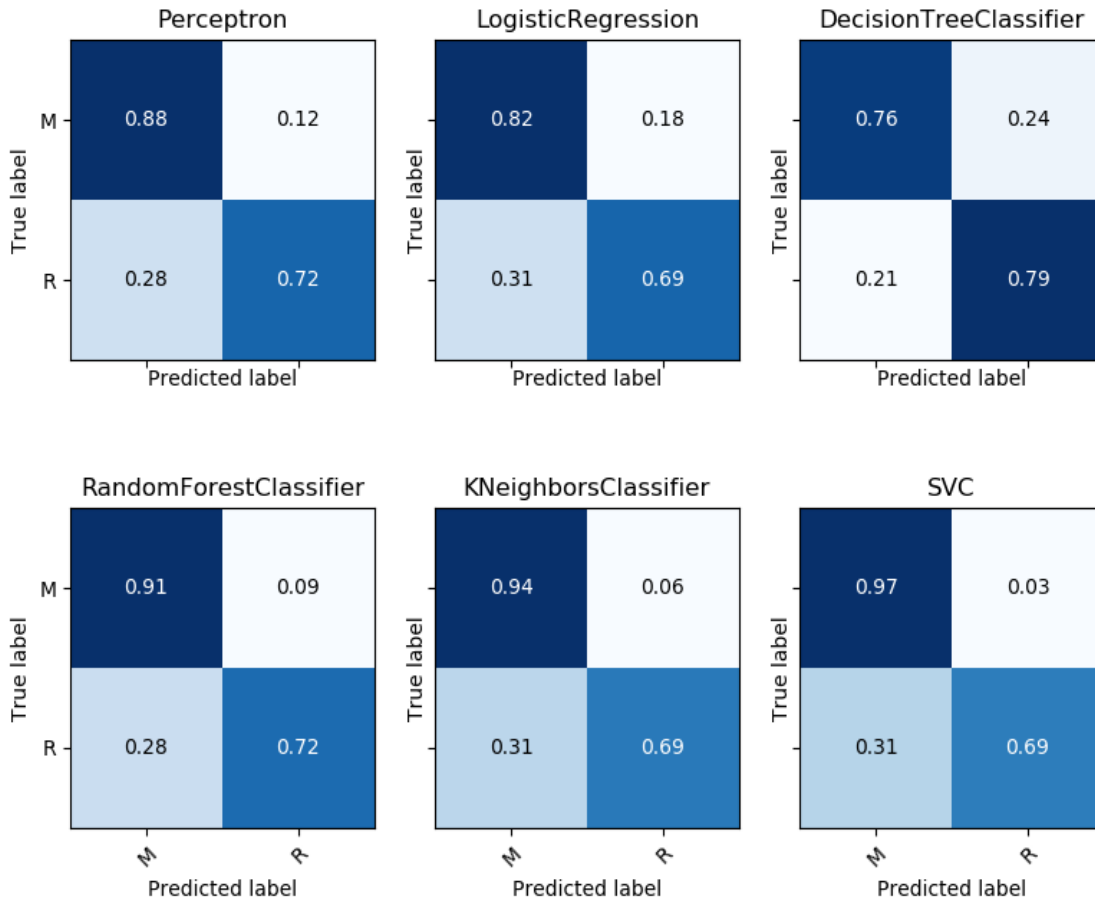 Perceptron LogisticRegression DecisionTreeClassifier
True label M 0.88 0.12 True label 0.82 0.18 True label 0.76 0.24
R 0.28 0.72 0.31 0.69 0.21 0.79
Predicted label Predicted label Predicted label
RandomForestClassifier KNeighborsClassifier SVC
True label M 0.91 0.09 True label 0.94 0.06 True label 0.97 0.03
R 0.28 0.72 0.31 0.69 0.31 0.69
M R M R M R
Predicted label Predicted label Predicted label